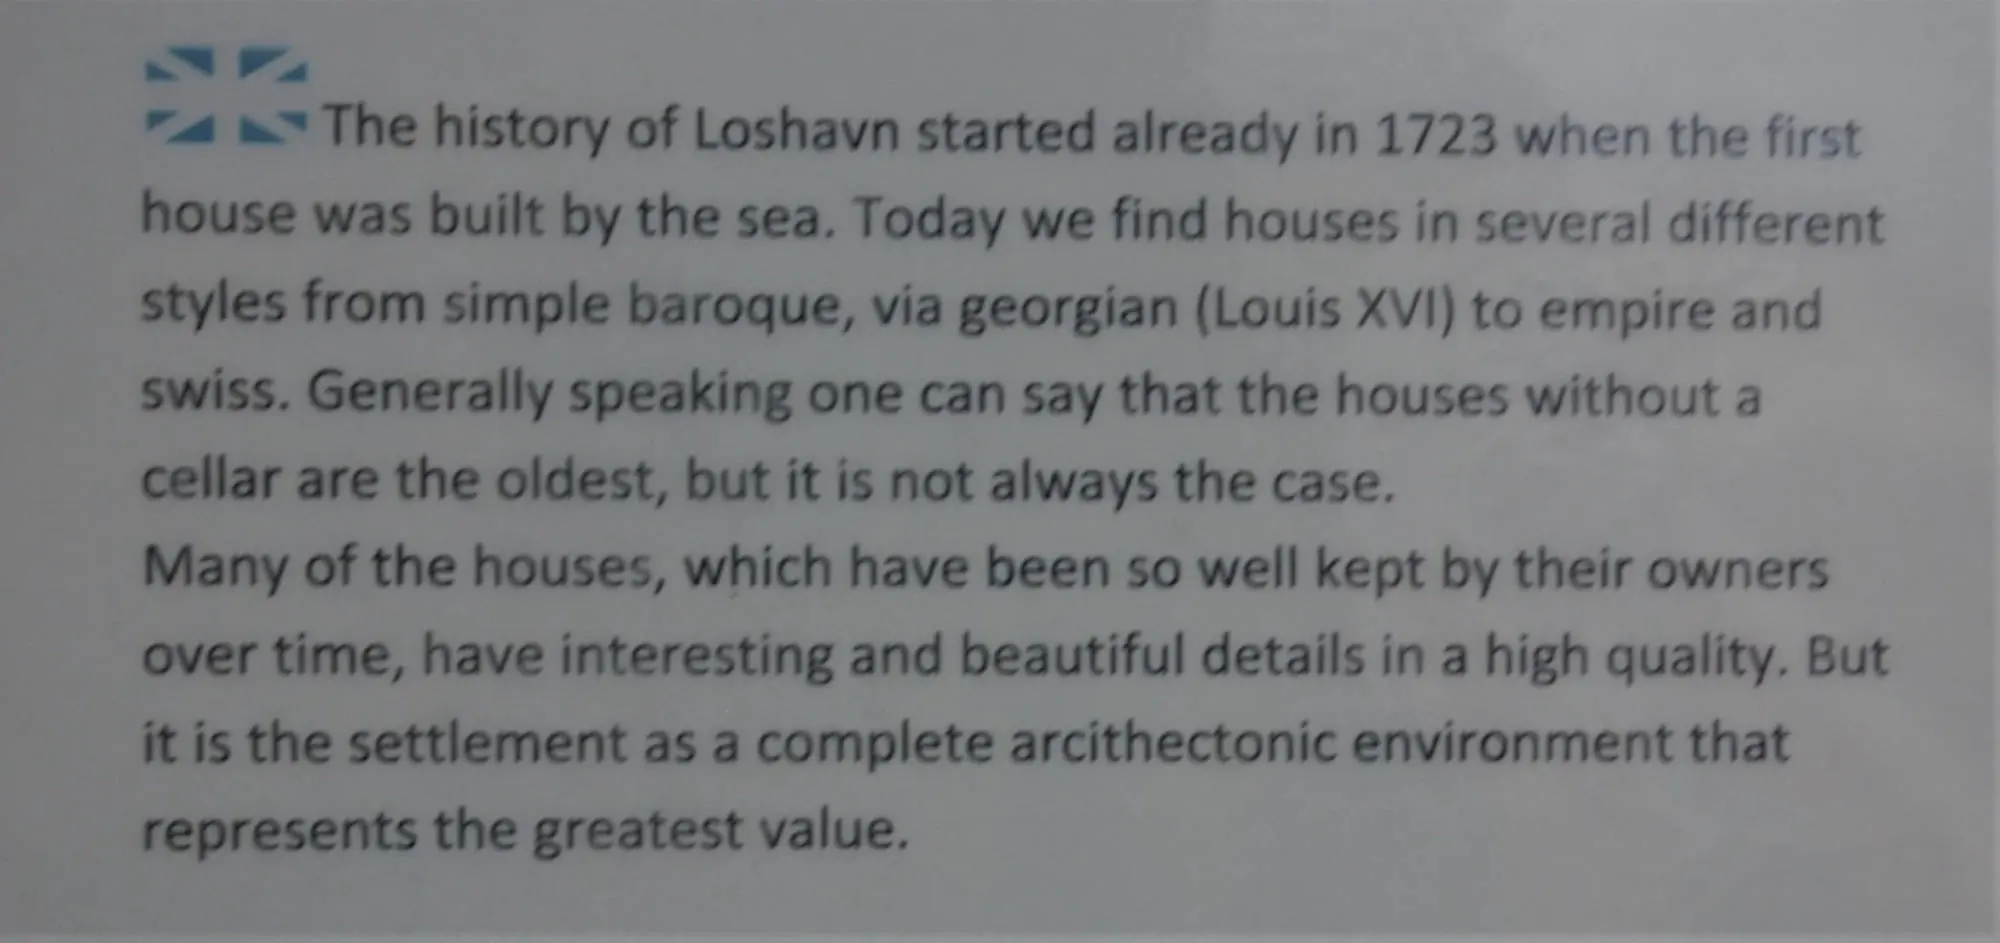 The history of Loshavn started already in 1723 when the first
house was built by the sea. Today we find houses in several different
styles from simple baroque, via georgian (Louis XVI) to empire and
swiss. Generally speaking one can say that the houses without a
cellar are the oldest, but it is not always the case.
Many of the houses, which have been so well kept by their owners
over time, have interesting and beautiful details in a high quality. But
it is the settlement as a complete arcithectonic environment that
represents the greatest value.